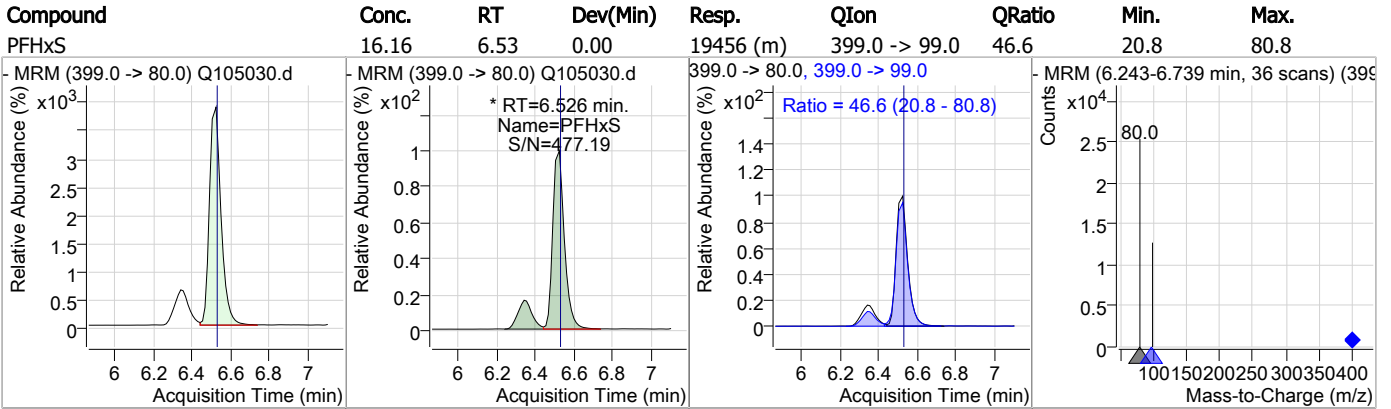 Compound Conc. RT Dev(Min) Resp. QIon QRatio Min. Max.
PFHxS 16.16 6.53 0.00 19456 (m) 399.0 -> 99.0 46.6 20.8 80.8
- MRM (399.0 -> 80.0) Q105030.d
Relative Abundance (%)
x10³
3
2.5
2
1.5
1
0.5
0
6 6.2 6.4 6.6 6.8 7
Acquisition Time (min)
- MRM (399.0 -> 80.0) Q105030.d
Relative Abundance (%)
x10²
* RT=6.526 min.
Name=PFHxS
S/N=477.19
1
0.8
0.6
0.4
0.2
0
6 6.2 6.4 6.6 6.8 7
Acquisition Time (min)
399.0 -> 80.0, 399.0 -> 99.0
Relative Abundance (%)
x10²
Ratio = 46.6 (20.8 - 80.8)
1.4
1.2
1
0.8
0.6
0.4
0.2
0
6 6.2 6.4 6.6 6.8 7
Acquisition Time (min)
- MRM (6.243-6.739 min, 36 scans) (399
Counts
x10⁴
80.0
2.5
2
1.5
1
0.5
0
100 150 200 250 300 350 400
Mass-to-Charge (m/z)